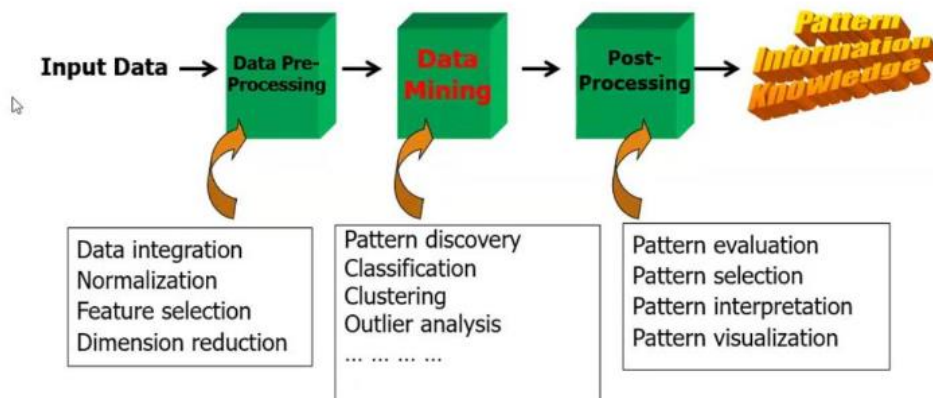 Input Data
Data Pre-
Processing
Data
Mining
Post-
Processing
Pattern
Information
Knowledge
Data integration
Normalization
Feature selection
Dimension reduction
Pattern discovery
Classification
Clustering
Outlier analysis
... ... ... ...
Pattern evaluation
Pattern selection
Pattern interpretation
Pattern visualization